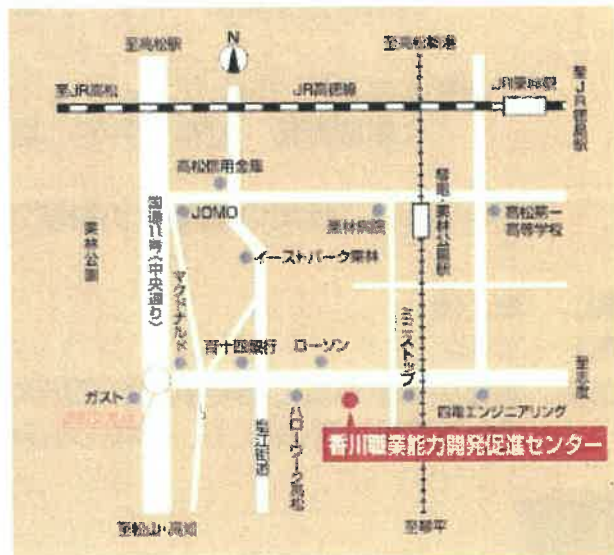 至高松駅
N
至高松築港
至JR高松
JR高徳線
JR栗林駅
至JR徳島駅
高松信用金庫
JOMO
栗林病院
琴電・栗林公園駅
高松第一
高等学校
栗林公園
国道11号(中央通り)
イーストパーク栗林
マクドナルド
百十四銀行
ローソン
ミニストップ
至志度
ガスト
ハローワーク高松
四電エンジニアリング
香川職業能力開発促進センター
至松山・高知
至琴平